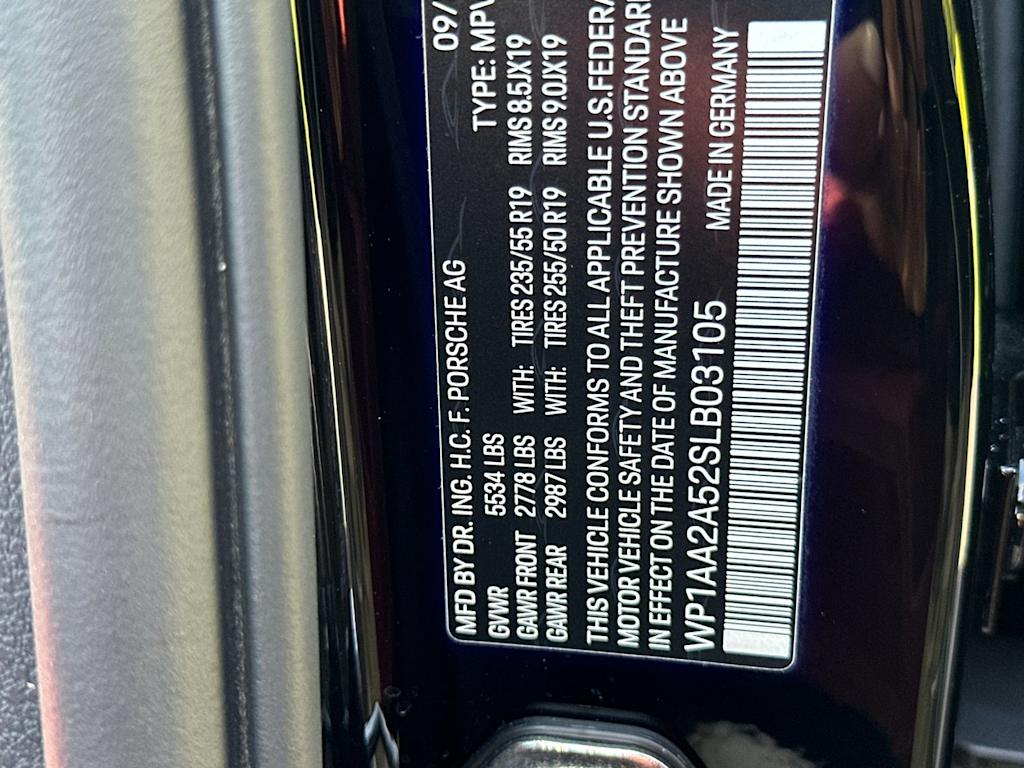 MFD BY DR. ING. H.C. F. PORSCHE AG 09/
GVWR 5534 LBS TYPE: MPV
GAWR FRONT 2778 LBS WITH: TIRES 235/55 R19 RIMS 8.5JX19
GAWR REAR 2987 LBS WITH: TIRES 255/50 R19 RIMS 9.0JX19
THIS VEHICLE CONFORMS TO ALL APPLICABLE U.S.FEDERA
MOTOR VEHICLE SAFETY AND THEFT PREVENTION STANDARD
IN EFFECT ON THE DATE OF MANUFACTURE SHOWN ABOVE
WP1AA2A52SLB03105 MADE IN GERMANY